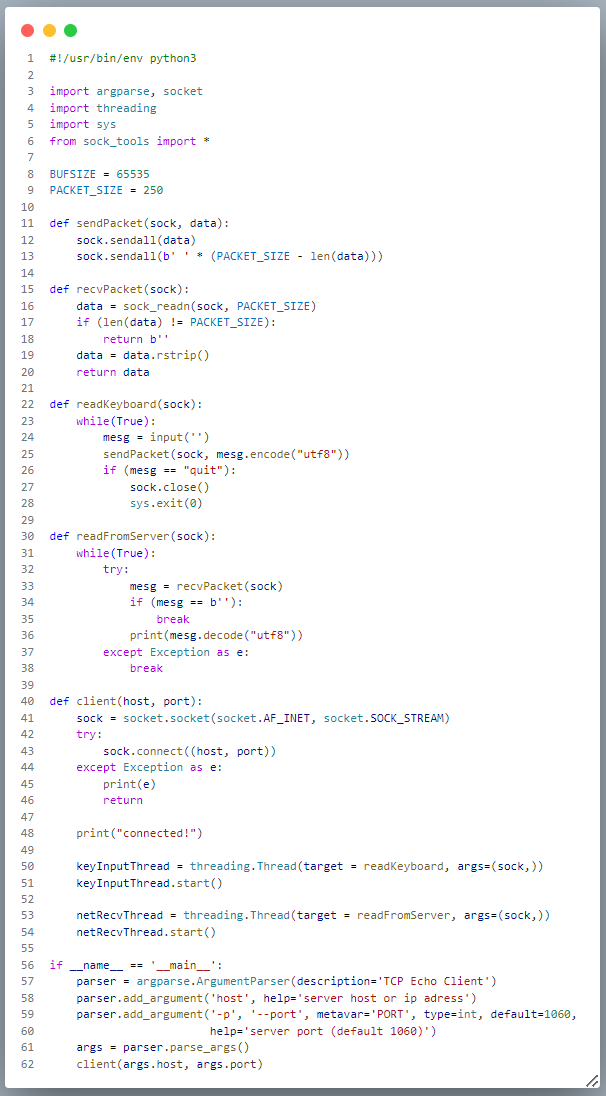 1 #!/usr/bin/env python3
2
3 import argparse, socket
4 import threading
5 import sys
6 from sock_tools import *
7
8 BUFSIZE = 65535
9 PACKET_SIZE = 250
10
11 def sendPacket(sock, data):
12     sock.sendall(data)
13     sock.sendall(b' ' * (PACKET_SIZE - len(data)))
14
15 def recvPacket(sock):
16     data = sock_readn(sock, PACKET_SIZE)
17     if (len(data) != PACKET_SIZE):
18         return b''
19     data = data.rstrip()
20     return data
21
22 def readKeyboard(sock):
23     while(True):
24         mesg = input('')
25         sendPacket(sock, mesg.encode("utf8"))
26         if (mesg == "quit"):
27             sock.close()
28             sys.exit(0)
29
30 def readFromServer(sock):
31     while(True):
32         try:
33             mesg = recvPacket(sock)
34             if (mesg == b''):
35                 break
36             print(mesg.decode("utf8"))
37         except Exception as e:
38             break
39
40 def client(host, port):
41     sock = socket.socket(socket.AF_INET, socket.SOCK_STREAM)
42     try:
43         sock.connect((host, port))
44     except Exception as e:
45         print(e)
46         return
47
48     print("connected!")
49
50     keyInputThread = threading.Thread(target = readKeyboard, args=(sock,))
51     keyInputThread.start()
52
53     netRecvThread = threading.Thread(target = readFromServer, args=(sock,))
54     netRecvThread.start()
55
56 if __name__ == '__main__':
57     parser = argparse.ArgumentParser(description='TCP Echo Client')
58     parser.add_argument('host', help='server host or ip adress')
59     parser.add_argument('-p', '--port', metavar='PORT', type=int, default=1060,
60                         help='server port (default 1060)')
61     args = parser.parse_args()
62     client(args.host, args.port)